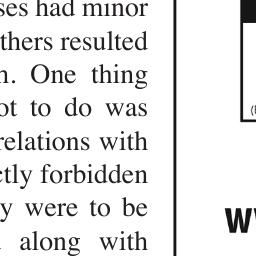 ses had minor
thers resulted
One thing
ot to do was
relations with
ctly forbidden
y were to be
along with